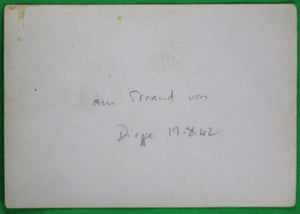 am Strand von
Dieppe 19.8.42